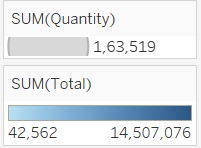 SUM(Quantity)
1,63,519
SUM(Total)
42,562 14,507,076